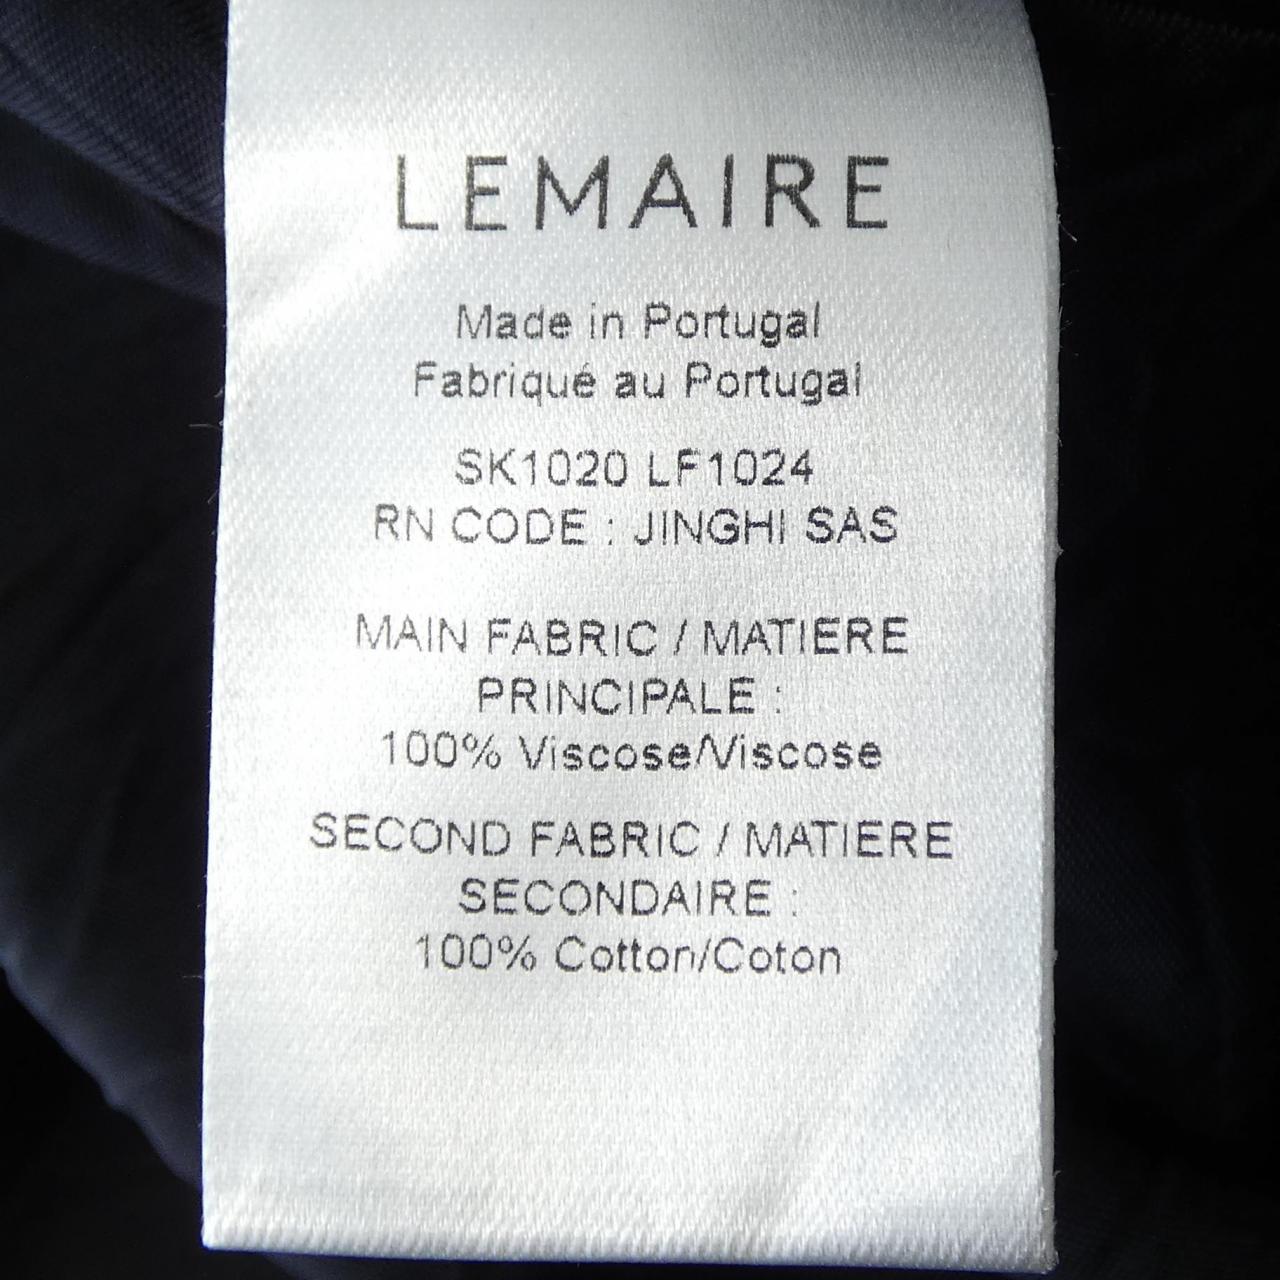 LEMAIRE
Made in Portugal
Fabriqué au Portugal
SK1020 LF1024
RN CODE : JINGHI SAS
MAIN FABRIC / MATIERE
PRINCIPALE :
100% Viscose/Viscose
SECOND FABRIC / MATIERE
SECONDAIRE :
100% Cotton/Coton